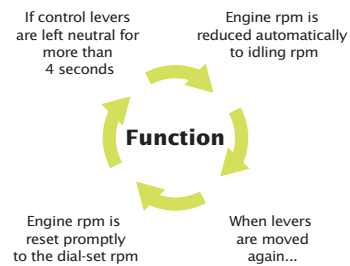 If control levers
are left neutral for
more than
4 seconds
Engine rpm is
reduced automatically
to idling rpm
Function
Engine rpm is
reset promptly
to the dial-set rpm
When levers
are moved
again...